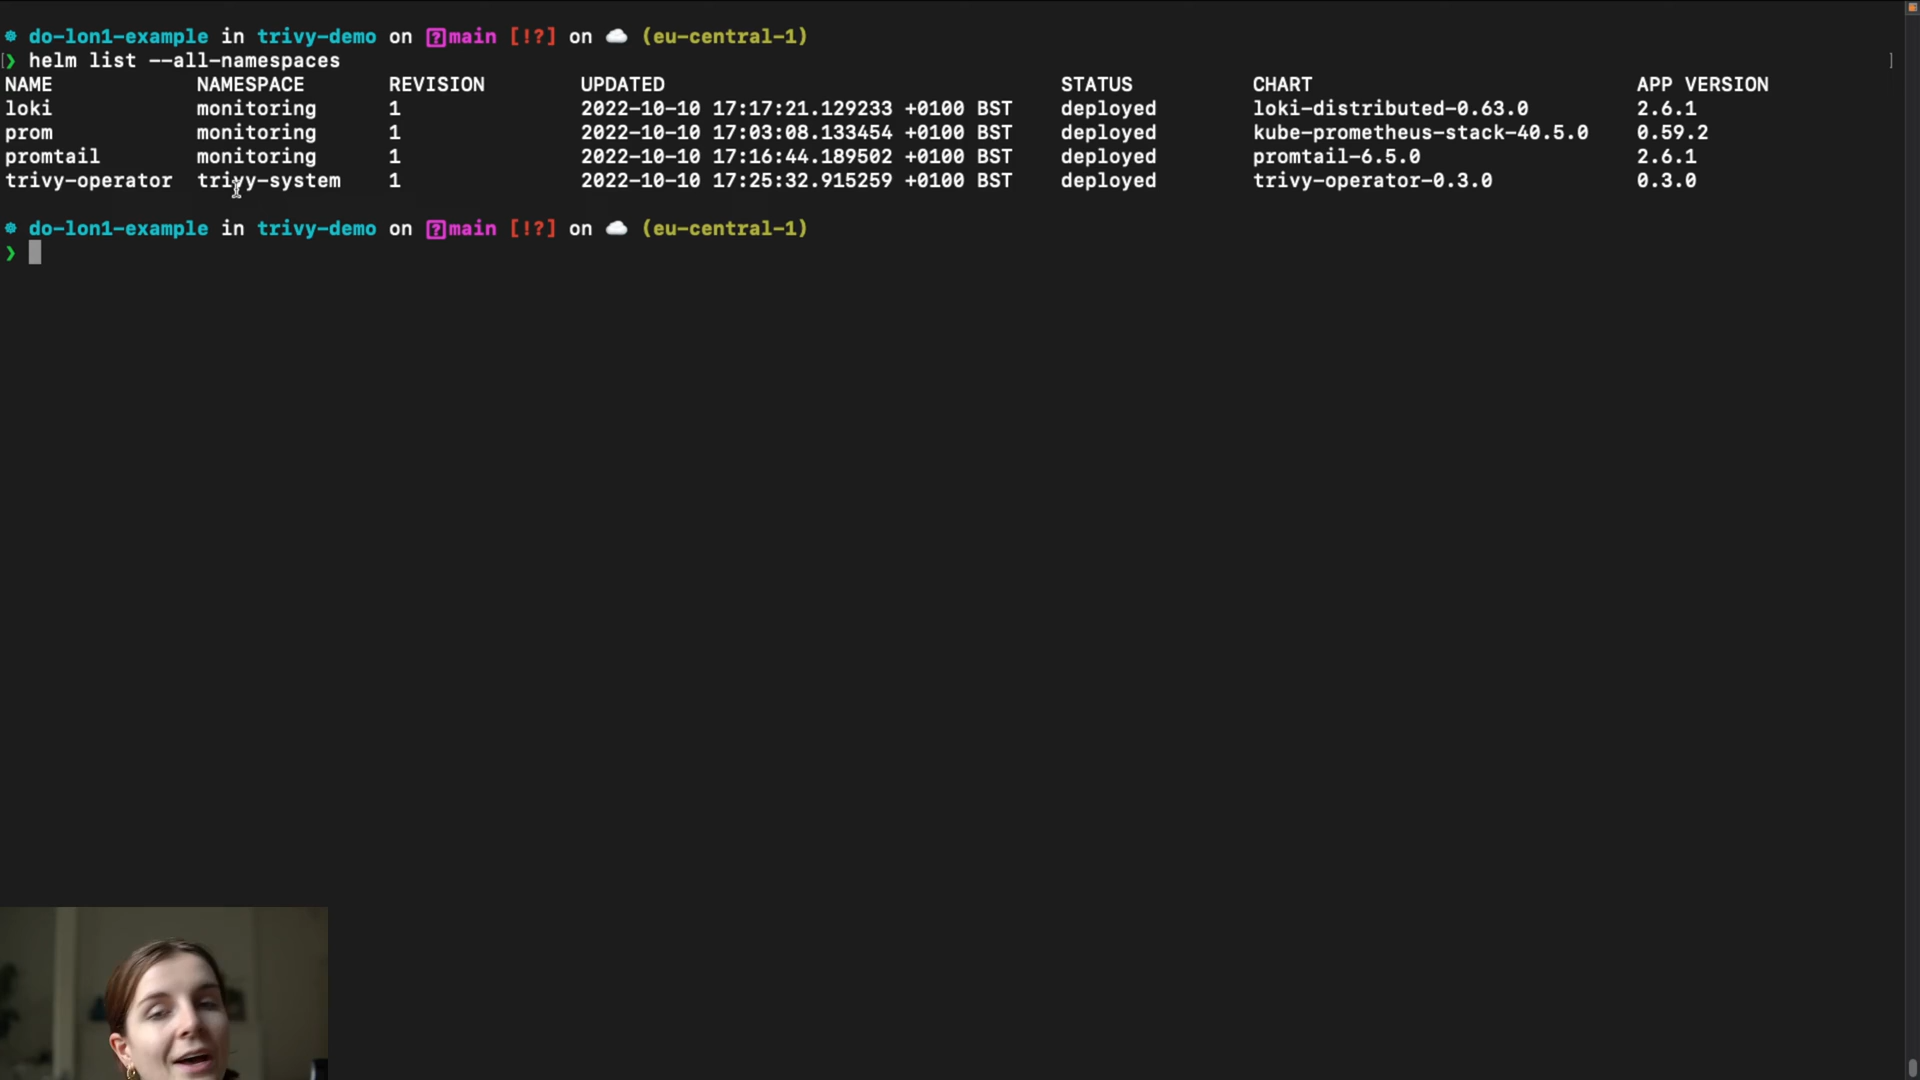 do-lon1-example in trivy-demo on ?main [!?] on ☁️ (eu-central-1)
❯ helm list --all-namespaces
NAME NAMESPACE REVISION UPDATED STATUS CHART APP VERSION
loki monitoring 1 2022-10-10 17:17:21.129233 +0100 BST deployed loki-distributed-0.63.0 2.6.1
prom monitoring 1 2022-10-10 17:03:08.133454 +0100 BST deployed kube-prometheus-stack-40.5.0 0.59.2
promtail monitoring 1 2022-10-10 17:16:44.189502 +0100 BST deployed promtail-6.5.0 2.6.1
trivy-operator trivy-system 1 2022-10-10 17:25:32.915259 +0100 BST deployed trivy-operator-0.3.0 0.3.0
do-lon1-example in trivy-demo on ?main [!?] on ☁️ (eu-central-1)
❯